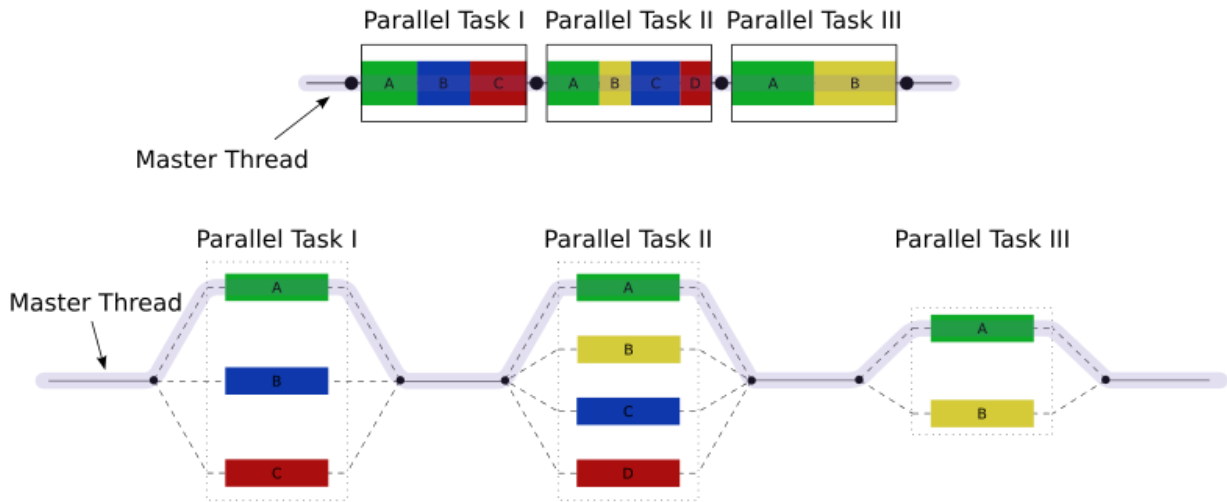 Parallel Task I Parallel Task II Parallel Task III
A B C A B C D A B
Master Thread
Parallel Task I Parallel Task II Parallel Task III
A A
Master Thread
A
B
B
C
B
C D